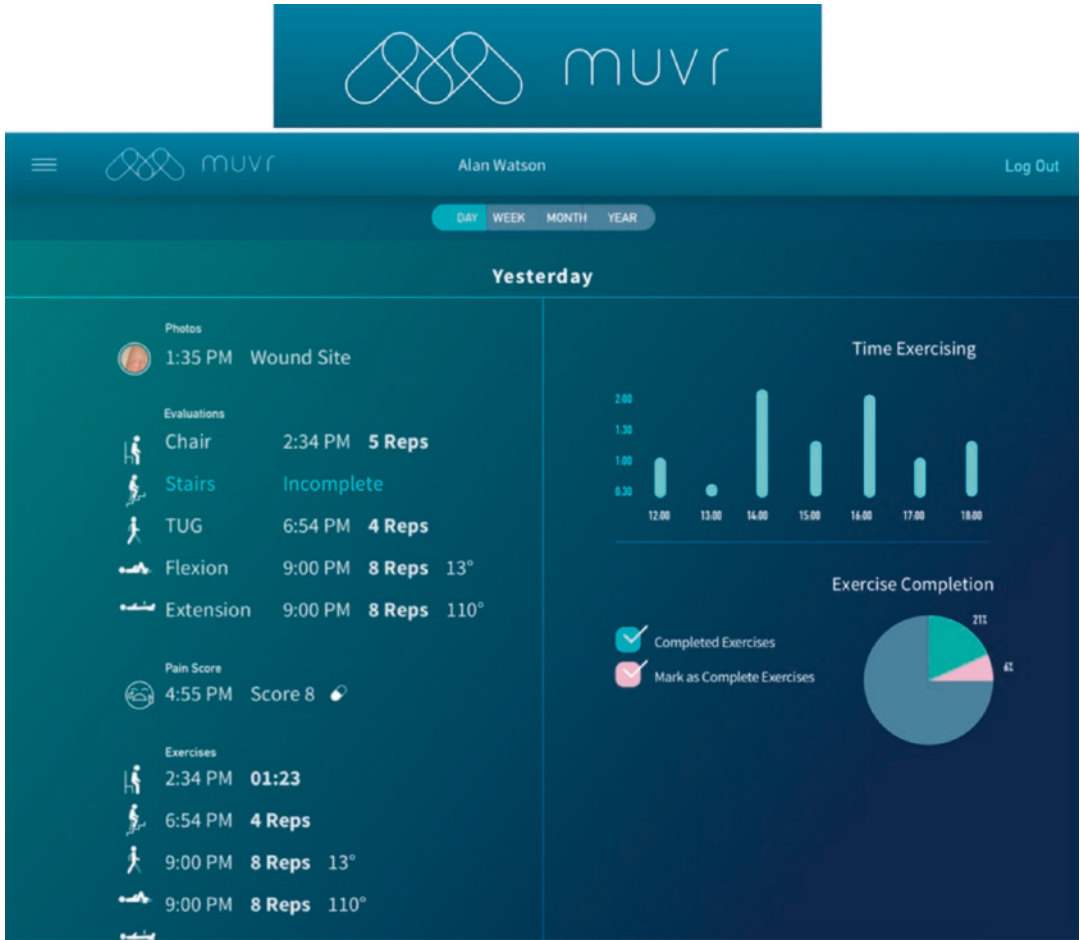 muvr
muvr
Alan Watson
Log Out
DAY WEEK MONTH YEAR
Yesterday
Photos
1:35 PM Wound Site
Evaluations
Chair 2:34 PM 5 Reps
Stairs Incomplete
TUG 6:54 PM 4 Reps
Flexion 9:00 PM 8 Reps 13°
Extension 9:00 PM 8 Reps 110°
Pain Score
4:55 PM Score 8
Exercises
2:34 PM 01:23
6:54 PM 4 Reps
9:00 PM 8 Reps 13°
9:00 PM 8 Reps 110°
Time Exercising
2.00
1.30
1.00
0.30
12:00 13:00 14:00 15:00 16:00 17:00 18:00
Exercise Completion
21%
6%
Completed Exercises
Mark as Complete Exercises